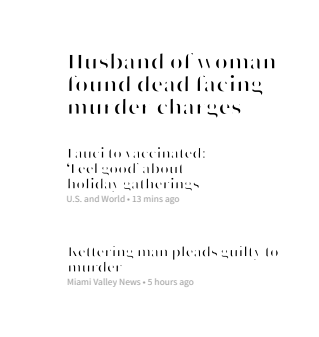 Husband of woman
found dead facing
murder charges
Fauci to vaccinated:
‘Feel good’ about
holiday gatherings
U.S. and World • 13 mins ago
Kettering man pleads guilty to
murder
Miami Valley News • 5 hours ago